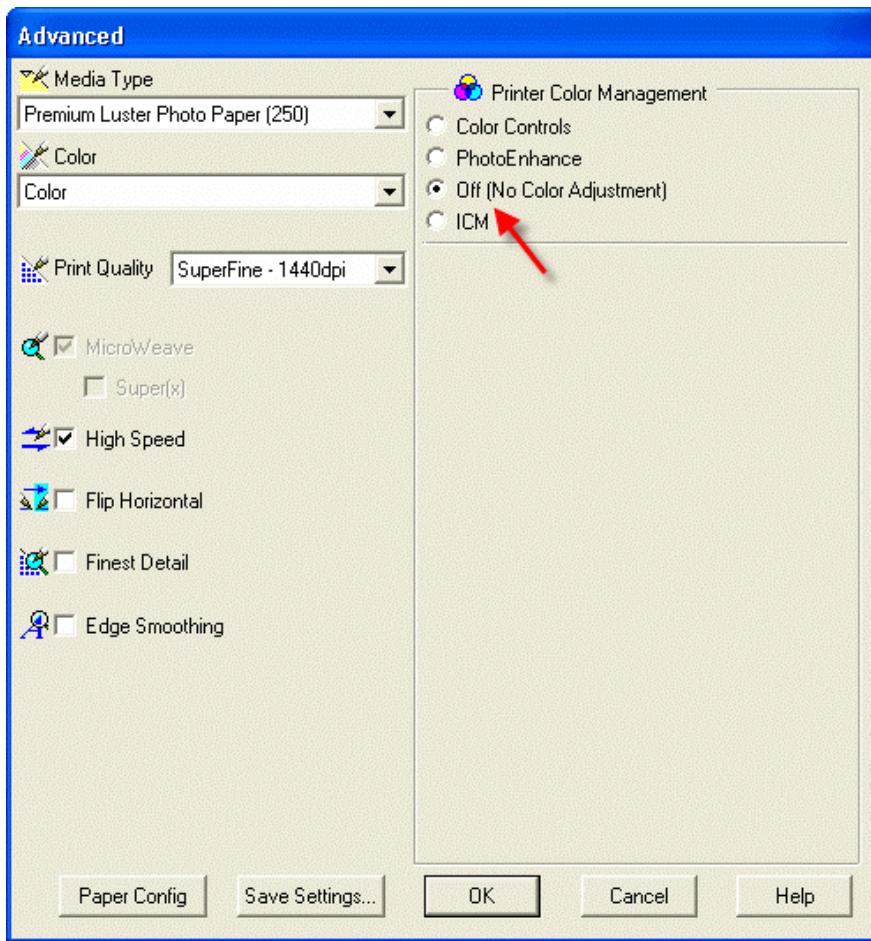 Advanced
Media Type
Premium Luster Photo Paper (250)
Color
Color
Print Quality SuperFine - 1440dpi
MicroWeave
Super(x)
High Speed
Flip Horizontal
Finest Detail
Edge Smoothing
Printer Color Management
Color Controls
PhotoEnhance
Off (No Color Adjustment)
ICM
Paper Config Save Settings... OK Cancel Help